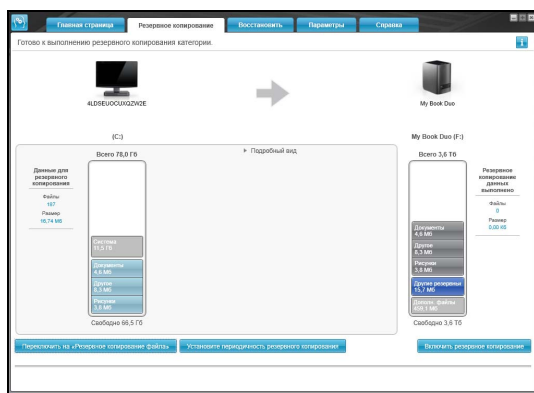 Главная страница
Резервное копирование
Восстановить
Параметры
Справка
Готово к выполнению резервного копирования категории.
4LDSEUOCUXQZW2E
My Book Duo
(C:)
My Book Duo (F:)
Всего 78,0 Гб
Подробный вид
Всего 3,6 Тб
Данные для
резервного
копирования
Файлы
107
Размер
16,74 Мб
Система
11,5 Гб
Документы
4,6 Мб
Другое
8,3 Мб
Рисунки
3,8 Мб
Свободно 66,5 Гб
Документы
4,6 Мб
Другое
8,3 Мб
Рисунки
3,8 Мб
Другие резервны
15,7 Мб
Свободно 3,6 Тб
Резервное
копирование
данных
выполнено
Файлы
0
Размер
0,00 Кб
Переключить на «Резервное копирование файла»
Установите периодичность резервного копирования
Включить резервное копирование